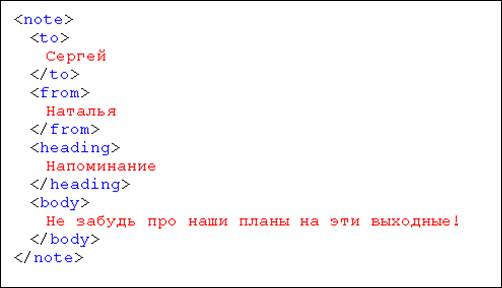 <note>
<to>
Сергей
</to>
<from>
Наталья
</from>
<heading>
Напоминание
</heading>
<body>
Не забудь про наши планы на эти выходные!
</body>
</note>